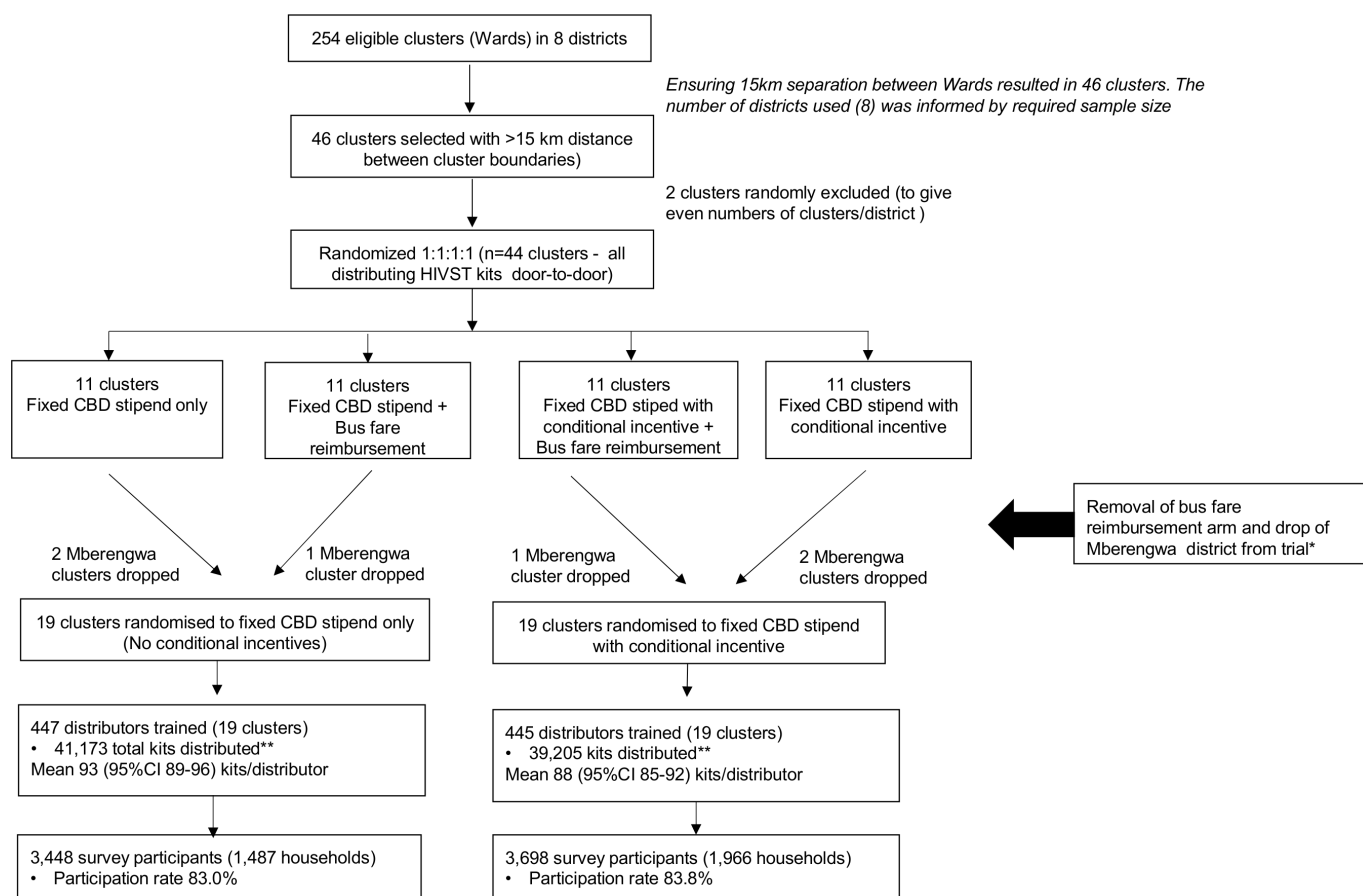 254 eligible clusters (Wards) in 8 districts
Ensuring 15km separation between Wards resulted in 46 clusters. The
number of districts used (8) was informed by required sample size
46 clusters selected with >15 km distance
between cluster boundaries)
2 clusters randomly excluded (to give
even numbers of clusters/district )
Randomized 1:1:1:1 (n=44 clusters - all
distributing HIVST kits door-to-door)
11 clusters
Fixed CBD stipend only
11 clusters
Fixed CBD stipend +
Bus fare
reimbursement
11 clusters
Fixed CBD stiped with
conditional incentive +
Bus fare reimbursement
11 clusters
Fixed CBD stipend with
conditional incentive
Removal of bus fare
reimbursement arm and drop of
Mberengwa district from trial*
2 Mberengwa
clusters dropped
1 Mberengwa
cluster dropped
1 Mberengwa
cluster dropped
2 Mberengwa
clusters dropped
19 clusters randomised to fixed CBD stipend only
(No conditional incentives)
19 clusters randomised to fixed CBD stipend
with conditional incentive
447 distributors trained (19 clusters)
• 41,173 total kits distributed**
Mean 93 (95%CI 89-96) kits/distributor
445 distributors trained (19 clusters)
• 39,205 kits distributed**
Mean 88 (95%CI 85-92) kits/distributor
3,448 survey participants (1,487 households)
• Participation rate 83.0%
3,698 survey participants (1,966 households)
• Participation rate 83.8%